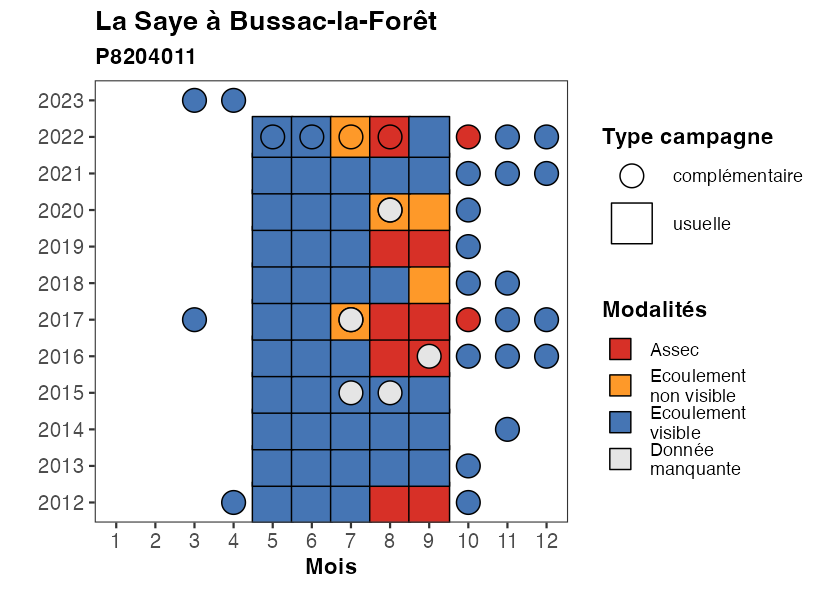 La Saye à Bussac-la-Forêt
P8204011
2023
2022
2021
2020
2019
2018
2017
2016
2015
2014
2013
2012
1 2 3 4 5 6 7 8 9 10 11 12
Mois
Type campagne
complémentaire
usuelle
Modalités
Assec
Ecoulement
non visible
Ecoulement
visible
Donnée
manquante